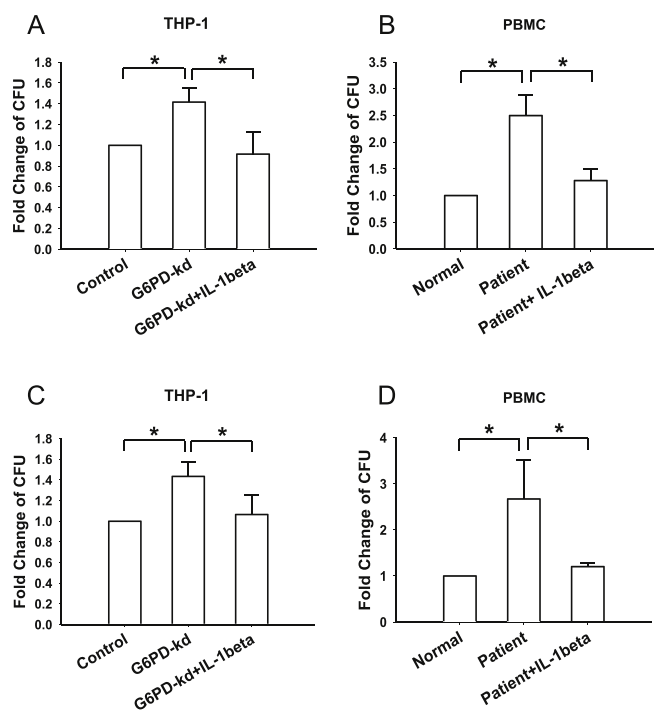 A
THP-1
Fold Change of CFU
1.8
1.6
1.4
1.2
1.0
0.8
0.6
0.4
0.2
0.0
*
*
Control
G6PD-kd
G6PD-kd+IL-1beta
B
PBMC
Fold Change of CFU
3.5
3.0
2.5
2.0
1.5
1.0
0.5
0.0
*
*
Normal
Patient
Patient+ IL-1beta
C
THP-1
Fold Change of CFU
1.8
1.6
1.4
1.2
1.0
0.8
0.6
0.4
0.2
0.0
*
*
Control
G6PD-kd
G6PD-kd+IL-1beta
D
PBMC
Fold Change of CFU
4
3
2
1
0
*
*
Normal
Patient
Patient+IL-1beta